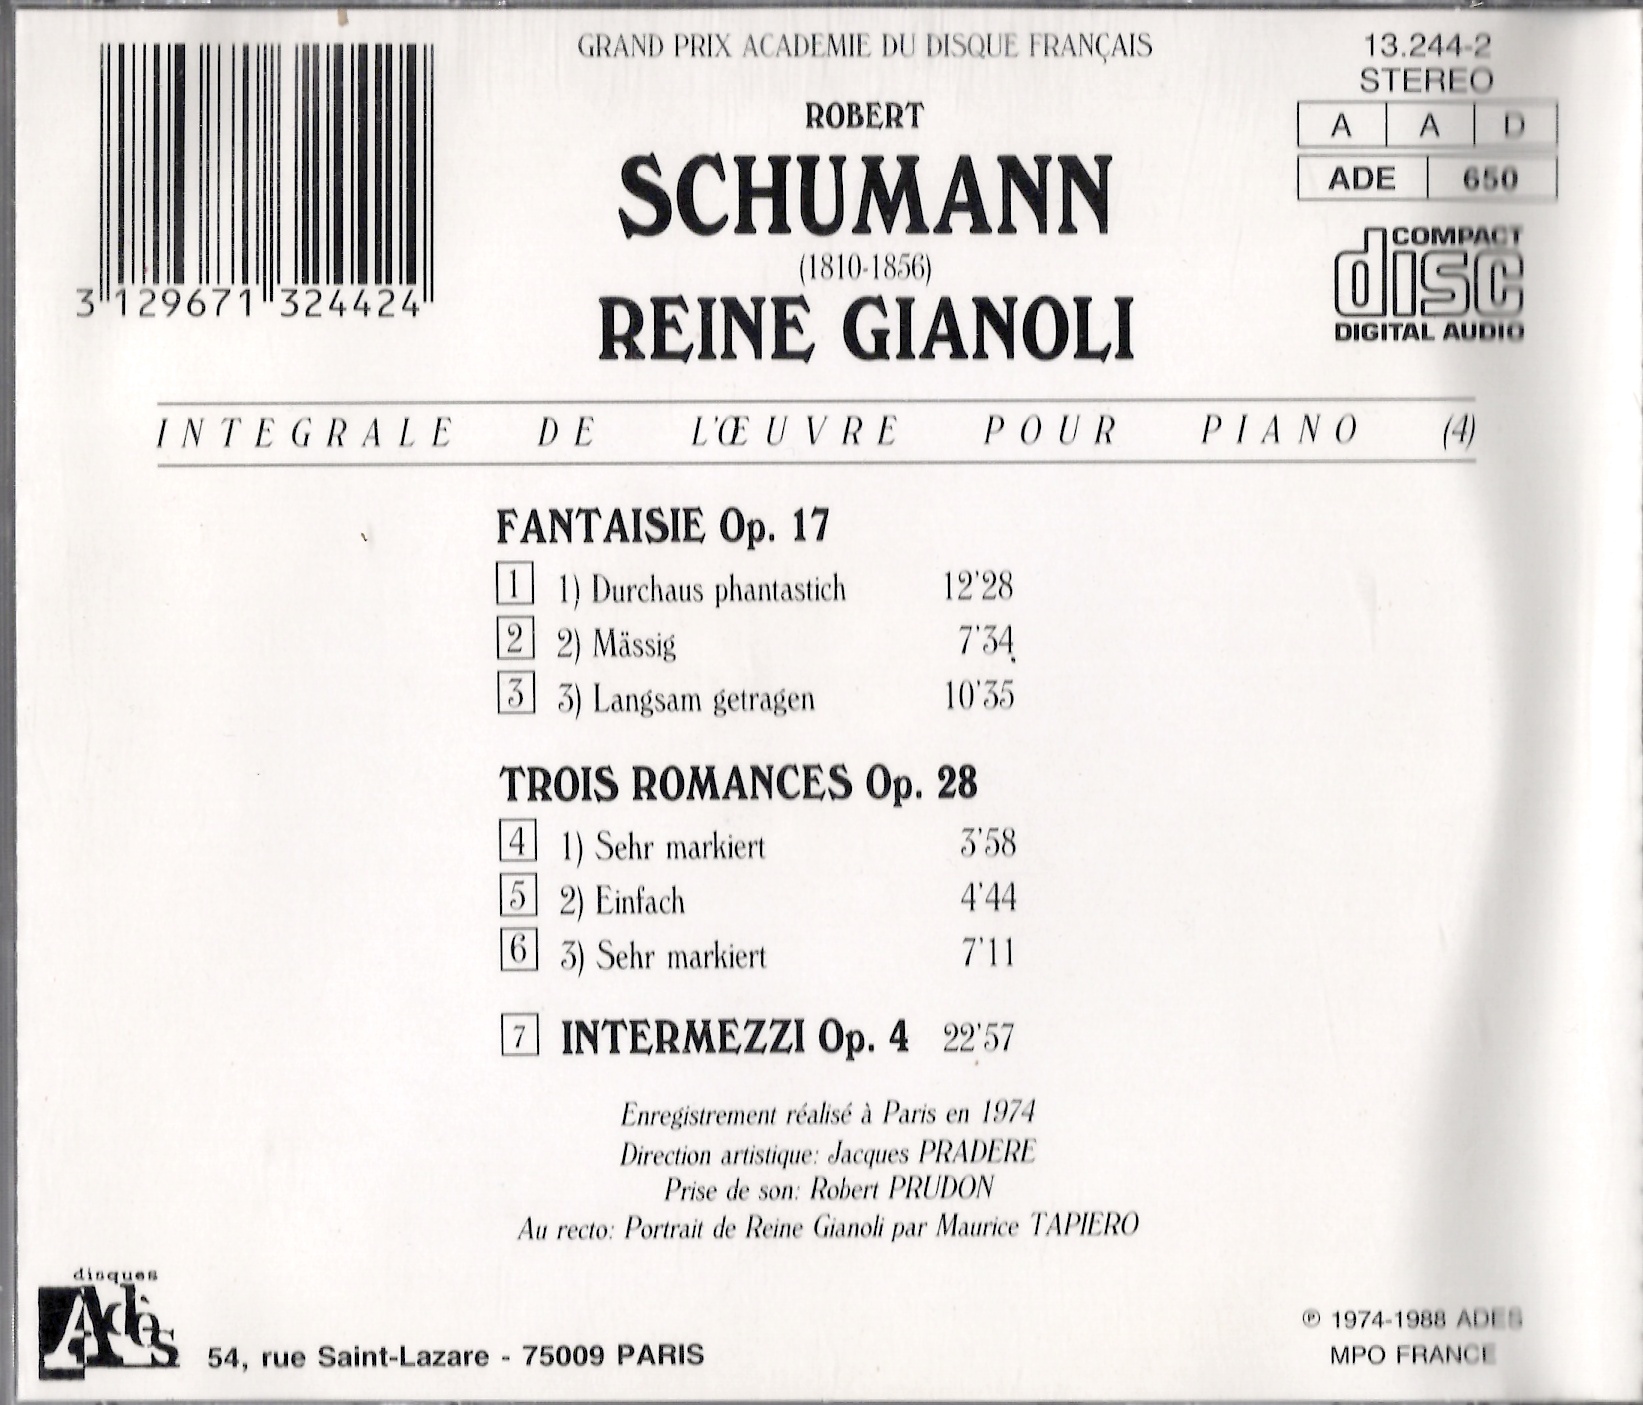 GRAND PRIX ACADEMIE DU DISQUE FRANÇAIS
13.244-2
STEREO
A A D
ADE 650
COMPACT
disc
DIGITAL AUDIO
3 129671 324424
ROBERT
SCHUMANN
(1810-1856)
REINE GIANOLI
INTEGRALE DE L'ŒUVRE POUR PIANO (4)
FANTAISIE Op. 17
1 1) Durchaus phantastich 12'28
2 2) Mässig 7'34
3 3) Langsam getragen 10'35
TROIS ROMANCES Op. 28
4 1) Sehr markiert 3'58
5 2) Einfach 4'44
6 3) Sehr markiert 7'11
7 INTERMEZZI Op. 4 22'57
Enregistrement réalisé à Paris en 1974
Direction artistique: Jacques PRADERE
Prise de son: Robert PRUDON
Au recto: Portrait de Reine Gianoli par Maurice TAPIERO
disques
Adès
54, rue Saint-Lazare - 75009 PARIS
℗ 1974-1988 ADES
MPO FRANCE